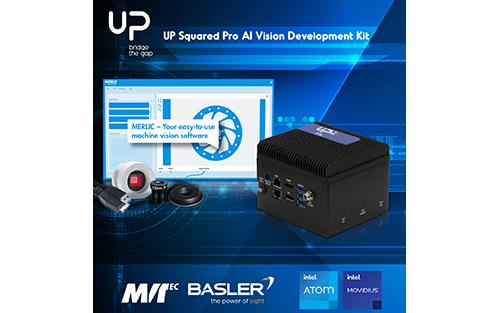 UP
bridge
the gap
UP Squared Pro AI Vision Development Kit
MERLIC
MERLIC – Your easy-to-use
machine vision software
UP
MVTEC
BASLER
the power of sight
intel
ATOM
intel
MOVIDIUS